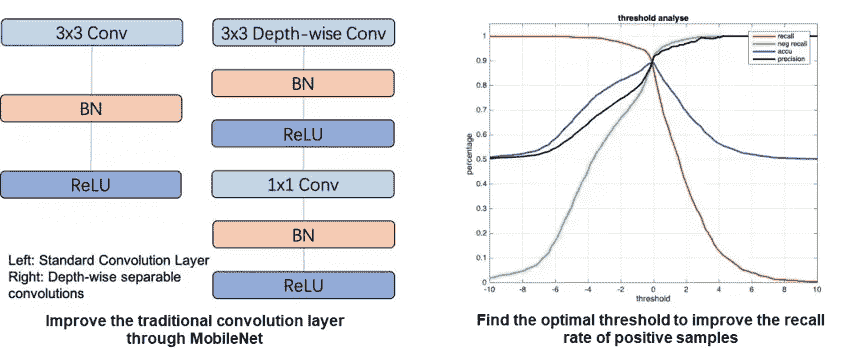 3x3 Conv
BN
ReLU
3x3 Depth-wise Conv
BN
ReLU
1x1 Conv
BN
ReLU
Left: Standard Convolution Layer
Right: Depth-wise separable
convolutions
Improve the traditional convolution layer
through MobileNet
threshold analyse
recall
neg recall
accu
precision
percentage
1
0.9
0.8
0.7
0.6
0.5
0.4
0.3
0.2
0.1
0
-10
-8
-6
-4
-2
0
2
4
6
8
10
threshold
Find the optimal threshold to improve the recall
rate of positive samples